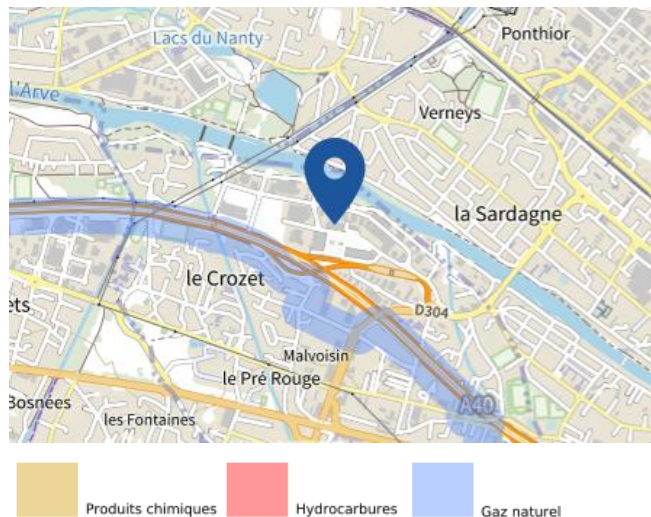 Ponthior
Lacs du Nanty
l'Arve
Verneys
la Sardagne
le Crozet
ets
D304
Malvoisin
le Pré Rouge
A40
Bosnées
les Fontaines
Produits chimiques
Hydrocarbures
Gaz naturel